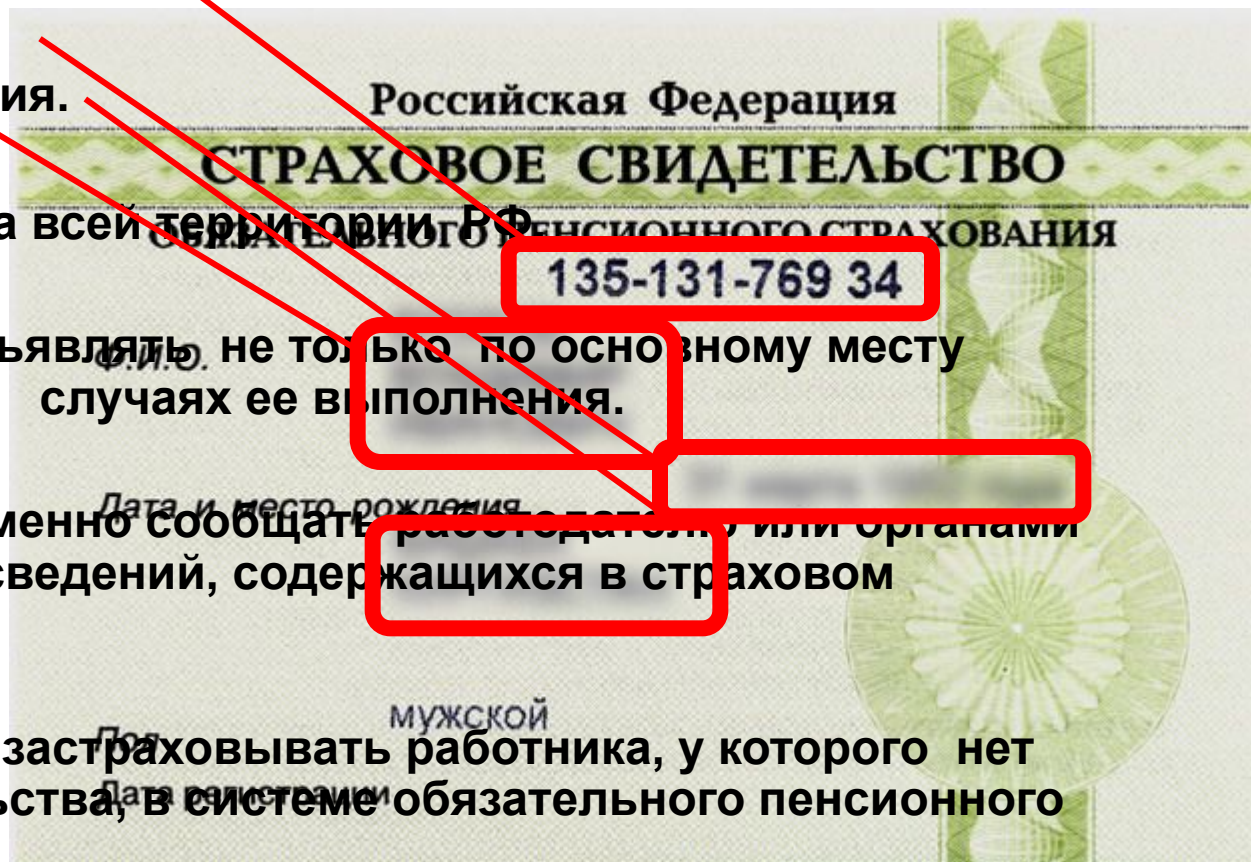 ия.
Российская Федерация
СТРАХОВОЕ СВИДЕТЕЛЬСТВО
а всей территории РФ
ОБЯЗАТЕЛЬНОГО ПЕНСИОННОГО СТРАХОВАНИЯ
135-131-769 34
ъявлять не только по основному месту
Ф.И.О.
случаях ее выполнения.
Дата и место рождения
менно сообщать работодателю или органами
сведений, содержащихся в страховом
мужской
Пол
застраховывать работника, у которого нет
Дата регистрации
ьства, в системе обязательного пенсионного